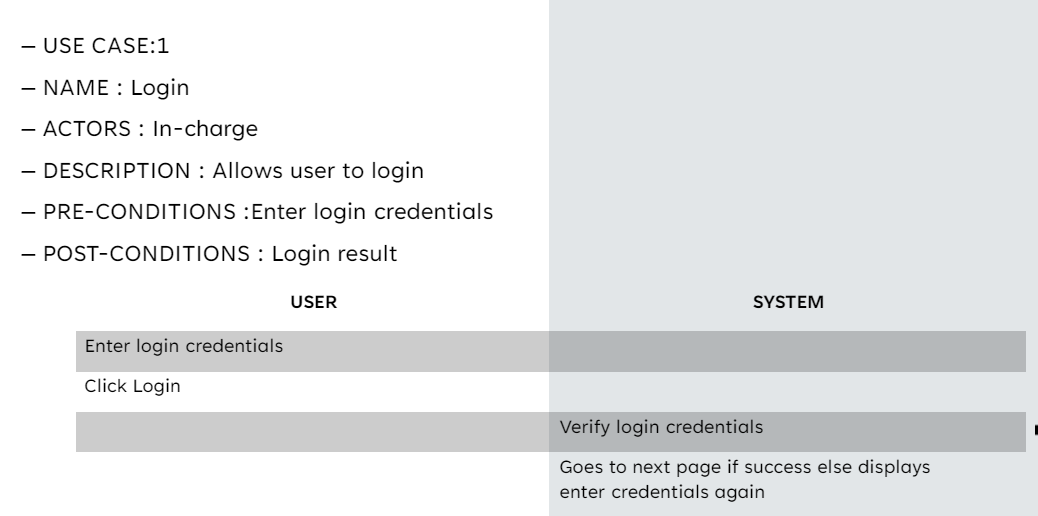 – USE CASE:1
– NAME : Login
– ACTORS : In-charge
– DESCRIPTION : Allows user to login
– PRE-CONDITIONS :Enter login credentials
– POST-CONDITIONS : Login result
USER SYSTEM
Enter login credentials
Click Login
Verify login credentials
Goes to next page if success else displays
enter credentials again